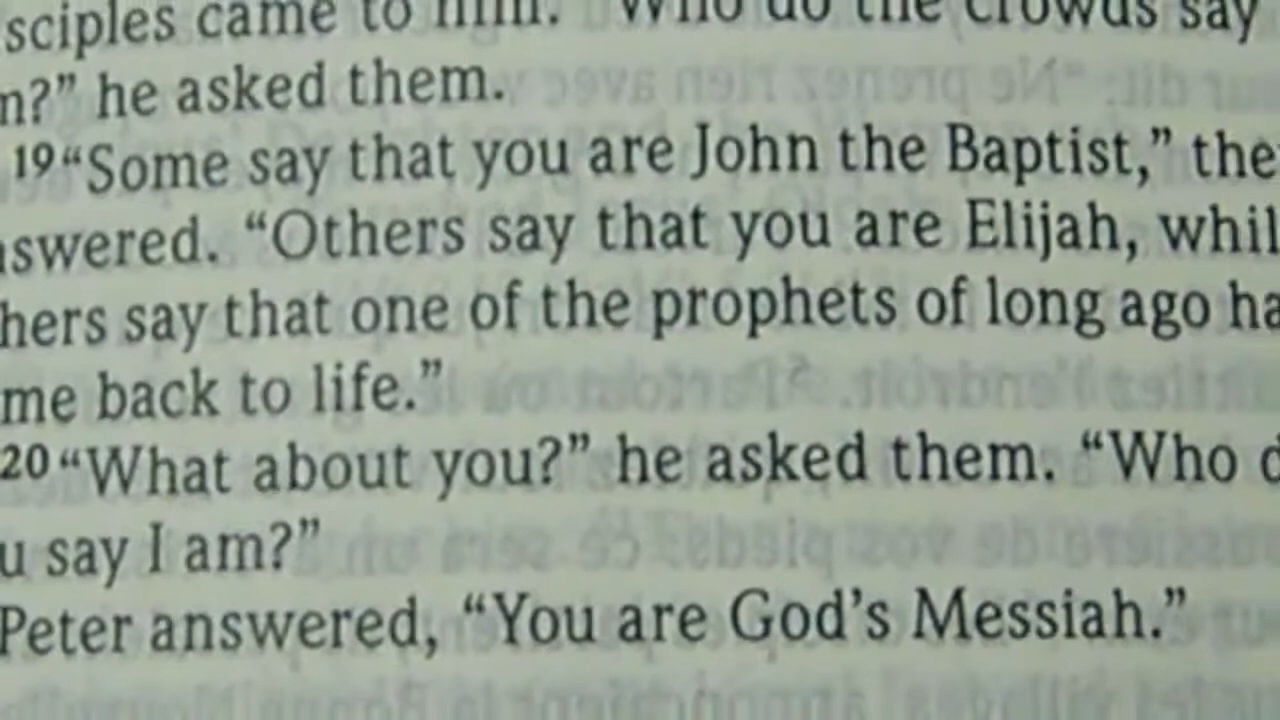 sciples came to him. “Who do the crowds say
m?” he asked them.
19“Some say that you are John the Baptist,” the
nswered. “Others say that you are Elijah, whil
hers say that one of the prophets of long ago ha
me back to life.”
20“What about you?” he asked them. “Who d
u say I am?”
Peter answered, “You are God’s Messiah.”